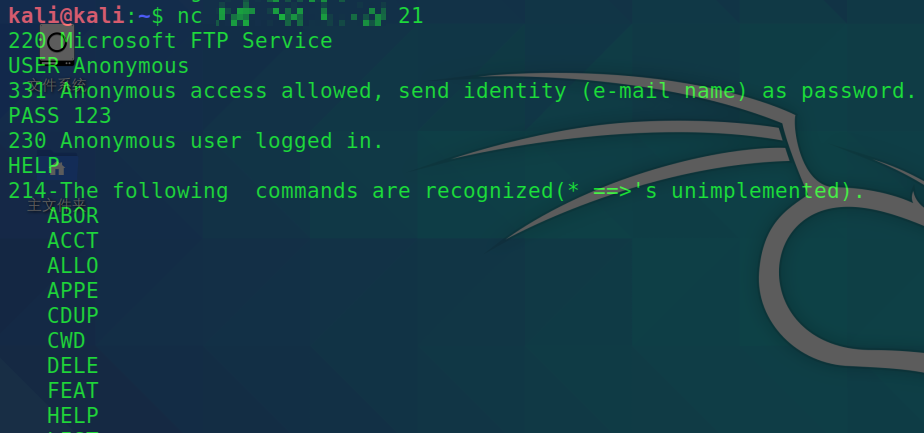 kali@kali:~$ nc 21
220 Microsoft FTP Service
USER Anonymous
文件系统
331 Anonymous access allowed, send identity (e-mail name) as password.
PASS 123
230 Anonymous user logged in.
HELP
214-The following  commands are recognized(* ==>'s unimplemented).
主文件夹
ABOR
ACCT
ALLO
APPE
CDUP
CWD
DELE
FEAT
HELP